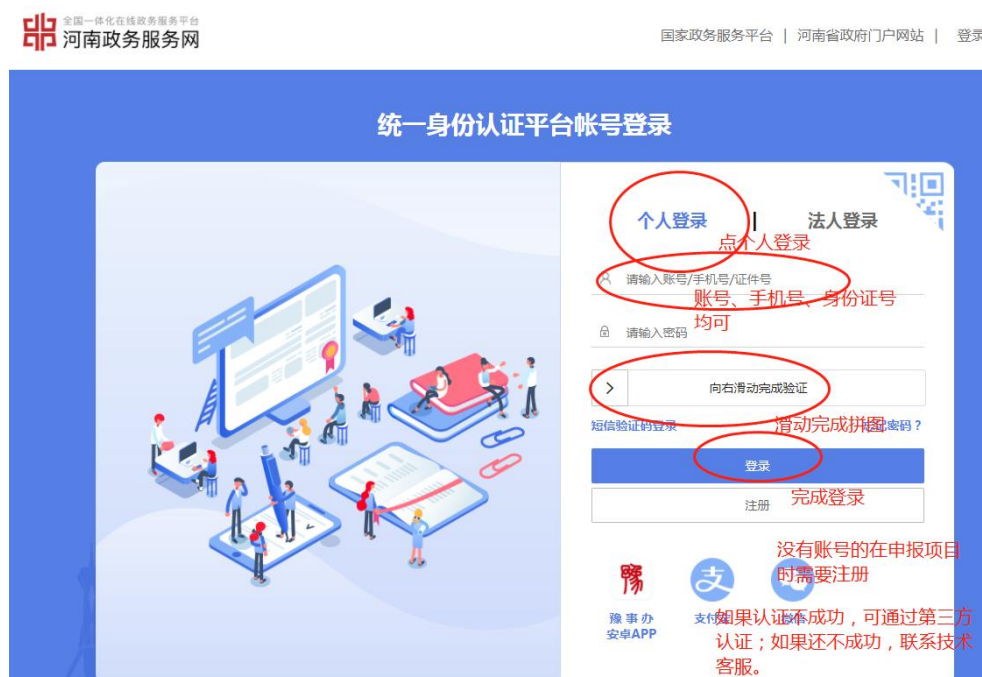 全国一体化在线政务服务平台
河南政务服务网
国家政务服务平台 | 河南省政府门户网站 | 登录
统一身份认证平台帐号登录
个人登录 | 法人登录
点个人登录
请输入账号/手机号/证件号
账号、手机号、身份证号
均可
请输入密码
向右滑动完成验证
短信验证码登录
滑动完成拼图
密码？
登录
注册
完成登录
没有账号的在申报项目
时需要注册
豫
支
豫事办
安卓APP
如果认证不成功，可通过第三方
认证；如果还不成功，联系技术
客服。